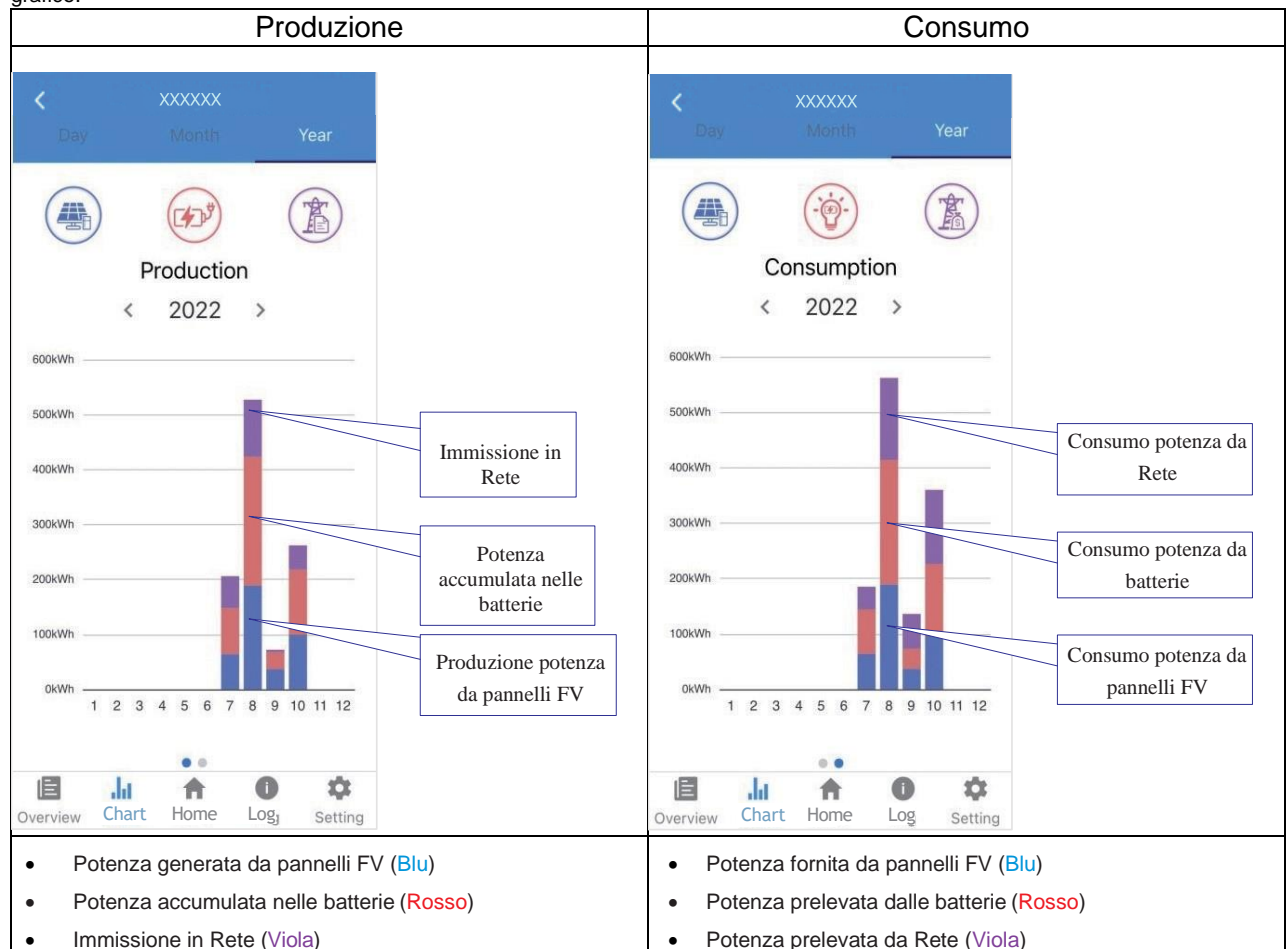 grafico.
Produzione
Consumo
XXXXXX
Day Month Year
Production
2022
600kWh
500kWh
400kWh
300kWh
200kWh
100kWh
0kWh
1 2 3 4 5 6 7 8 9 10 11 12
Immissione in
Rete
Potenza
accumulata nelle
batterie
Produzione potenza
da pannelli FV
Overview Chart Home Log Setting
XXXXXX
Day Month Year
Consumption
2022
600kWh
500kWh
400kWh
300kWh
200kWh
100kWh
0kWh
1 2 3 4 5 6 7 8 9 10 11 12
Consumo potenza da
Rete
Consumo potenza da
batterie
Consumo potenza da
pannelli FV
Overview Chart Home Log Setting
• Potenza generata da pannelli FV (Blu)
• Potenza accumulata nelle batterie (Rosso)
• Immissione in Rete (Viola)
• Potenza fornita da pannelli FV (Blu)
• Potenza prelevata dalle batterie (Rosso)
• Potenza prelevata da Rete (Viola)